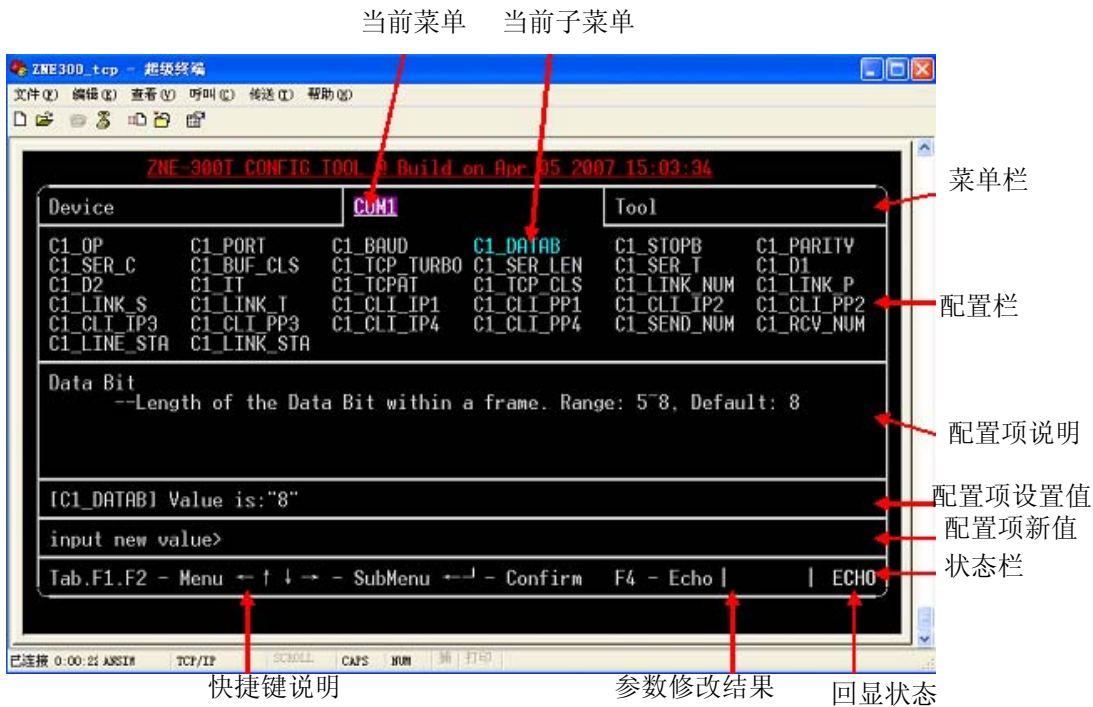 当前菜单 当前子菜单
ZNE300_tcp - 超级终端
文件(F) 编辑(E) 查看(V) 呼叫(C) 传送(T) 帮助(H)
ZNE-300T CONFIG TOOL @ Build on Apr 05 2007 15:03:34
菜单栏
Device COM1 Tool
C1_OP C1_PORT C1_BAUD C1_DATAB C1_STOPB C1_PARITY
C1_SER_C C1_BUF_CLS C1_TCP_TURBO C1_SER_LEN C1_SER_T C1_D1
C1_D2 C1_IT C1_TCPAT C1_TCP_CLS C1_LINK_NUM C1_LINK_P
C1_LINK_S C1_LINK_T C1_CLI_IP1 C1_CLI_PP1 C1_CLI_IP2 C1_CLI_PP2
配置栏
C1_CLI_IP3 C1_CLI_PP3 C1_CLI_IP4 C1_CLI_PP4 C1_SEND_NUM C1_RCV_NUM
C1_LINE_STA C1_LINK_STA
Data Bit
--Length of the Data Bit within a frame. Range: 5~8, Default: 8
配置项说明
[C1_DATAB] Value is:"8"
配置项设置值
input new value>
配置项新值
Tab.F1.F2 - Menu ←↑↓→ - SubMenu ←┘ - Confirm F4 - Echo | | ECHO
状态栏
已连接 0:00:2 ANSIW TCP/IP SCROLL CAPS NUM 捕 打印
快捷键说明 参数修改结果 回显状态